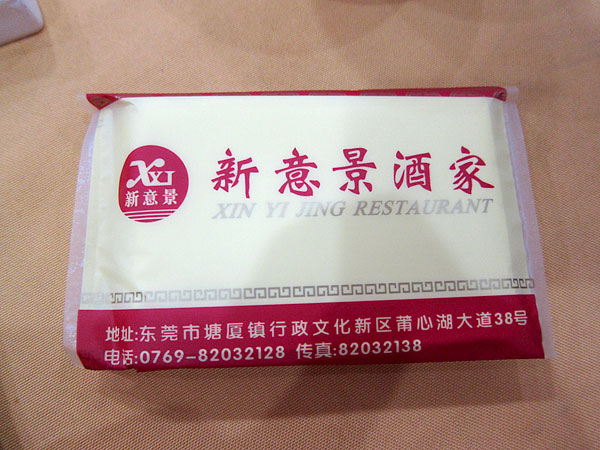 XYJ
新意景
新意景酒家
XIN YI JING RESTAURANT
地址:东莞市塘厦镇行政文化新区莆心湖大道38号
电话:0769-82032128 传真:82032138